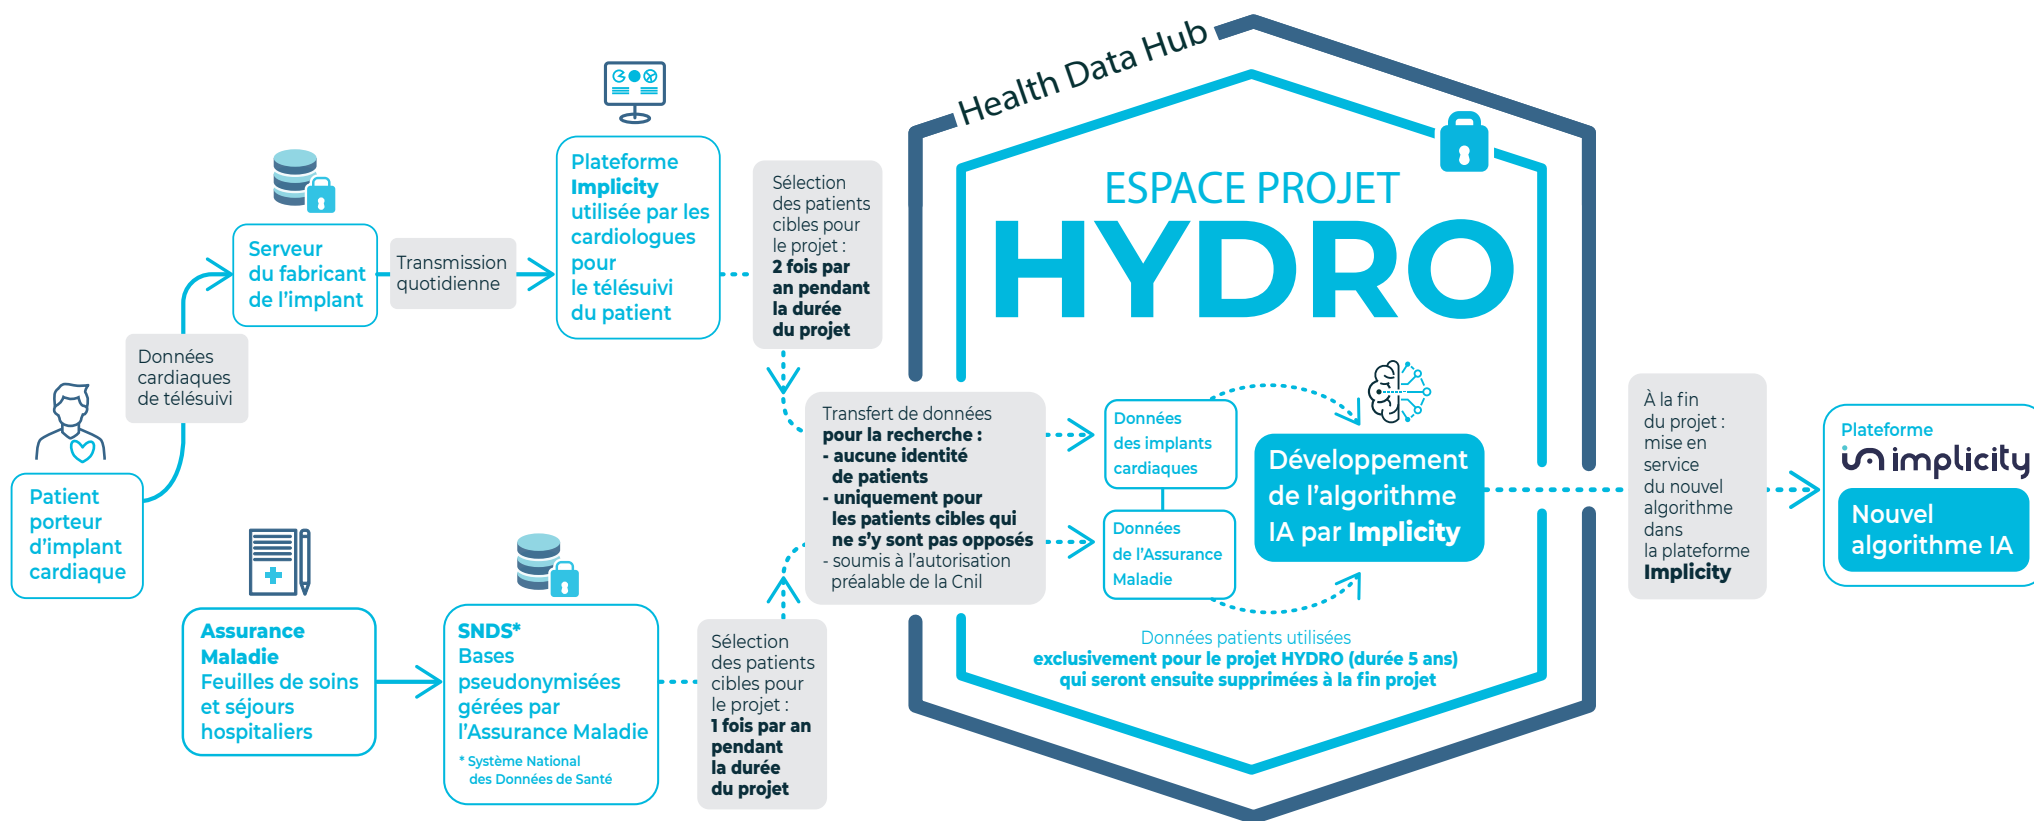 Patient
porteur
d'implant
cardiaque
Données
cardiaques
de télésuivi
Serveur
du fabricant
de l'implant
Transmission
quotidienne
Plateforme
Implicity
utilisée par les
cardiologues
pour
le télésuivi
du patient
Sélection
des patients
cibles pour
le projet :
2 fois par
an pendant
la durée
du projet
Assurance
Maladie
Feuilles de soins
et séjours
hospitaliers
SNDS*
Bases
pseudonymisées
gérées par
l'Assurance Maladie
* Système National
des Données de Santé
Sélection
des patients
cibles pour
le projet :
1 fois par an
pendant
la durée
du projet
Transfert de données
pour la recherche :
- aucune identité
de patients
- uniquement pour
les patients cibles qui
ne s'y sont pas opposés
- soumis à l'autorisation
préalable de la Cnil
Health Data Hub
ESPACE PROJET
HYDRO
Données
des implants
cardiaques
Données
de l'Assurance
Maladie
Développement
de l'algorithme
IA par Implicity
Données patients utilisées
exclusivement pour le projet HYDRO (durée 5 ans)
qui seront ensuite supprimées à la fin projet
À la fin
du projet :
mise en
service
du nouvel
algorithme
dans
la plateforme
Implicity
Plateforme
implicity
Nouvel
algorithme IA